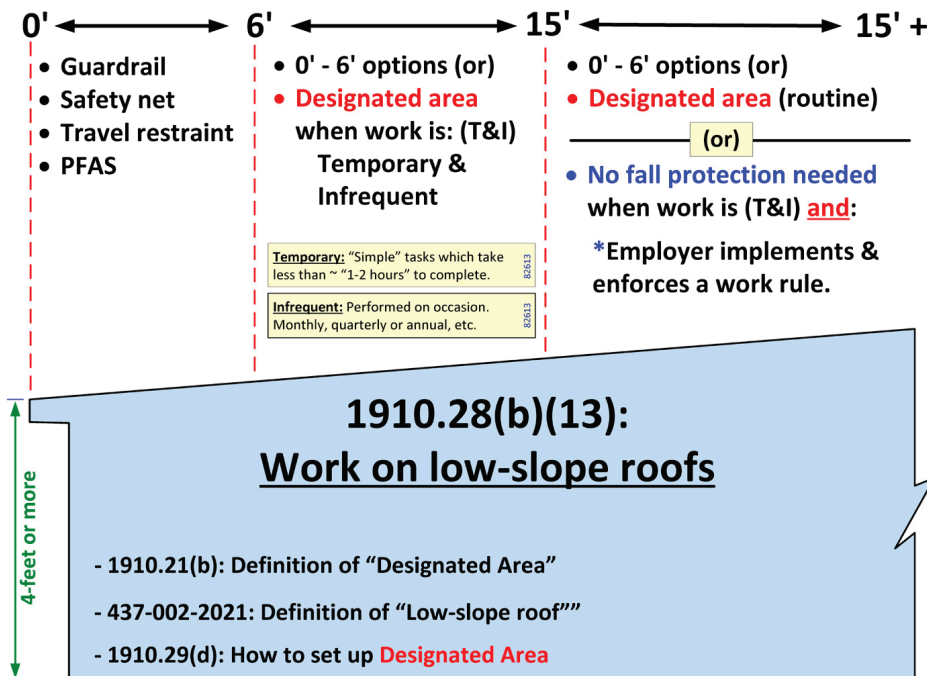 0' 6' 15' 15' +
• Guardrail
• Safety net
• Travel restraint
• PFAS
• 0' - 6' options (or)
• Designated area
when work is: (T&I)
Temporary &
Infrequent
Temporary: “Simple” tasks which take
less than ~ “1-2 hours” to complete.
82613
Infrequent: Performed on occasion.
Monthly, quarterly or annual, etc.
82613
• 0' - 6' options (or)
• Designated area (routine)
(or)
• No fall protection needed
when work is (T&I) and:
*Employer implements &
enforces a work rule.
4-feet or more
1910.28(b)(13):
Work on low-slope roofs
- 1910.21(b): Definition of “Designated Area”
- 437-002-2021: Definition of “Low-slope roof””
- 1910.29(d): How to set up Designated Area